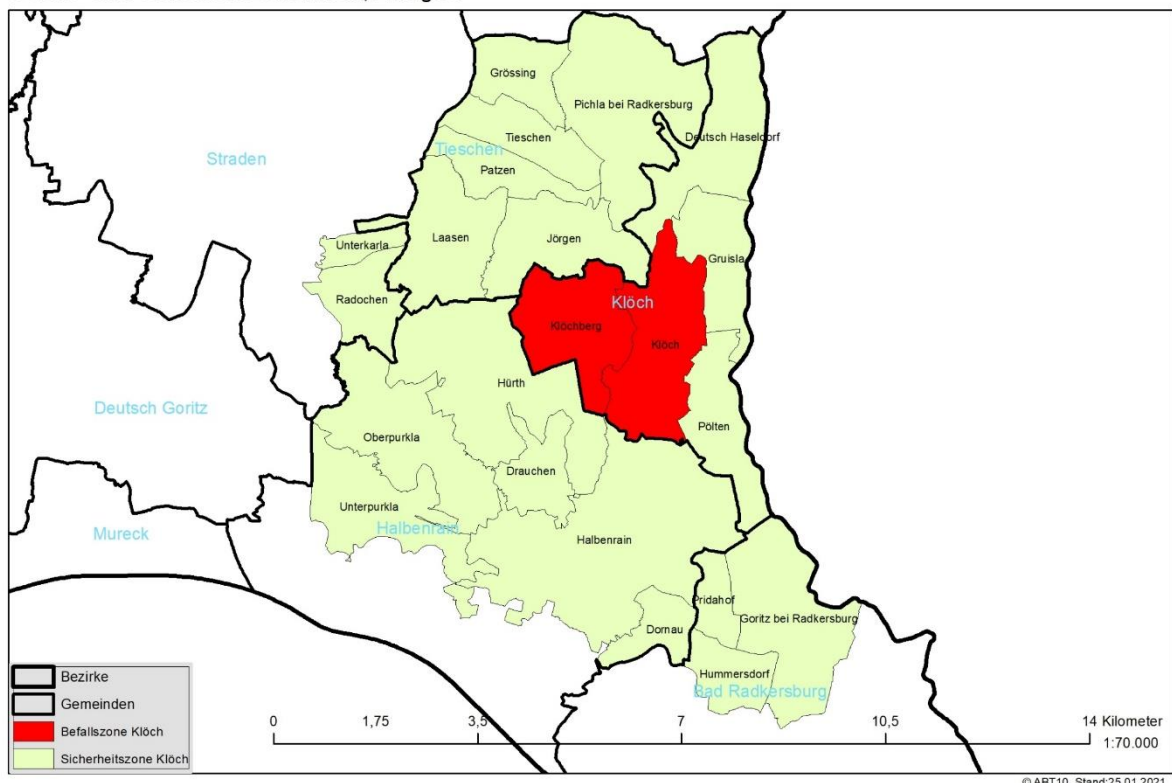 Grössing
Pichla bei Radkersburg
Deutsch Haseldorf
Tieschen
Tieschen
Straden
Patzen
Unterkarla
Laasen
Jörgen
Gruisla
Radochen
Klöch
Klöchberg
Klöch
Hürth
Deutsch Goritz
Pölten
Oberpurkla
Drauchen
Unterpurkla
Halbenrain
Mureck
Halbenrain
Pridahof
Goritz bei Radkersburg
Dornau
Hummersdorf
Bad Radkersburg
Bezirke
Gemeinden
Befallszone Klöch
Sicherheitszone Klöch
0 1,75 3,5 7 10,5 14 Kilometer
1:70.000
© ABT10, Stand:25.01.2021